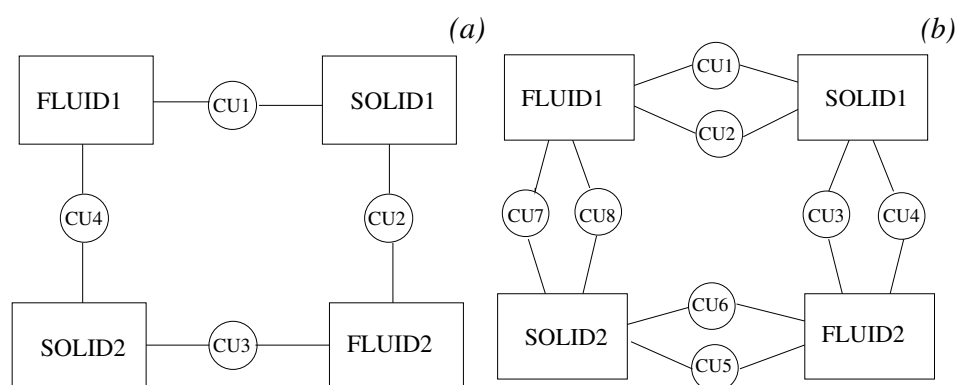 (a)
FLUID1
CU1
SOLID1
CU4
CU2
SOLID2
CU3
FLUID2
(b)
FLUID1
CU1
CU2
SOLID1
CU7
CU8
CU3
CU4
SOLID2
CU6
CU5
FLUID2